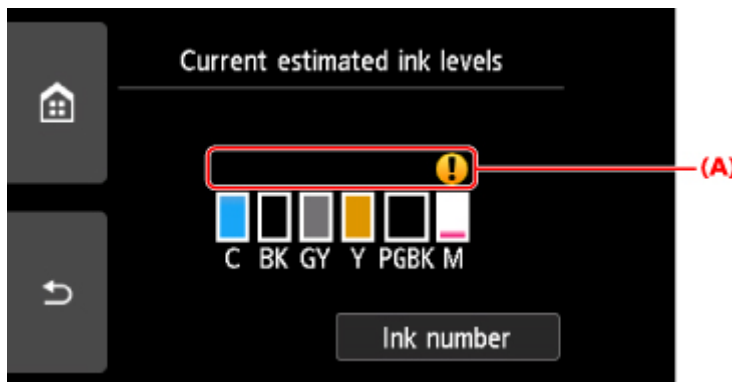 Current estimated ink levels
!
(A)
C BK GY Y PGBK M
Ink number